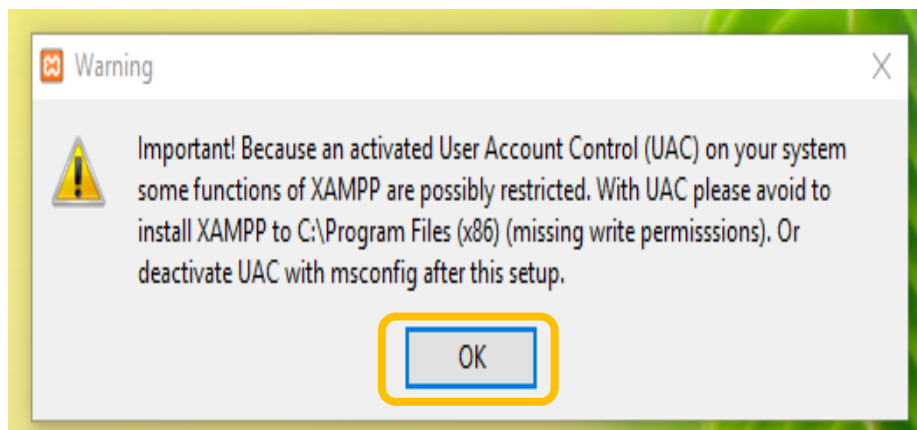 Warning
Important! Because an activated User Account Control (UAC) on your system
some functions of XAMPP are possibly restricted. With UAC please avoid to
install XAMPP to C:\Program Files (x86) (missing write permisssions). Or
deactivate UAC with msconfig after this setup.
OK